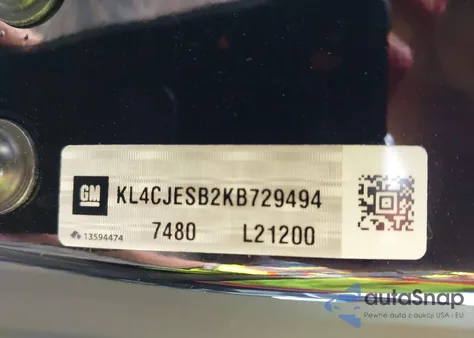 GM KL4CJESB2KB729494
13594474 7480 L21200
autoSnap
Pewne auta z aukcji USA i EU